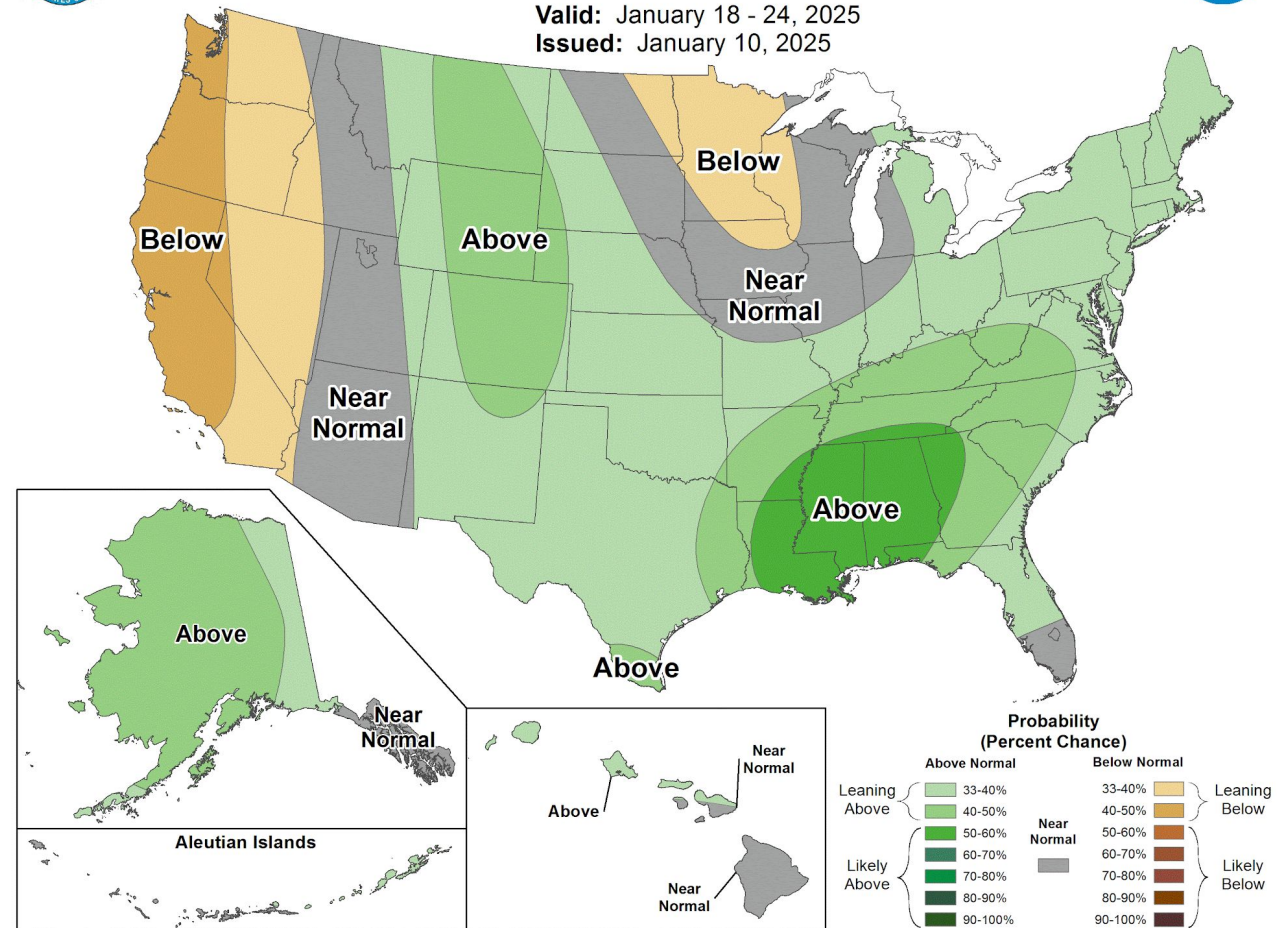 Valid: January 18 - 24, 2025
Issued: January 10, 2025
Below
Below
Above
Near
Normal
Near
Normal
Above
Above
Above
Near
Normal
Aleutian Islands
Above
Near
Normal
Near
Normal
Probability
(Percent Chance)
Above Normal
Below Normal
Leaning
Above
33-40%
40-50%
Likely
Above
50-60%
60-70%
70-80%
80-90%
90-100%
Near
Normal
33-40%
40-50%
Leaning
Below
50-60%
60-70%
70-80%
80-90%
90-100%
Likely
Below